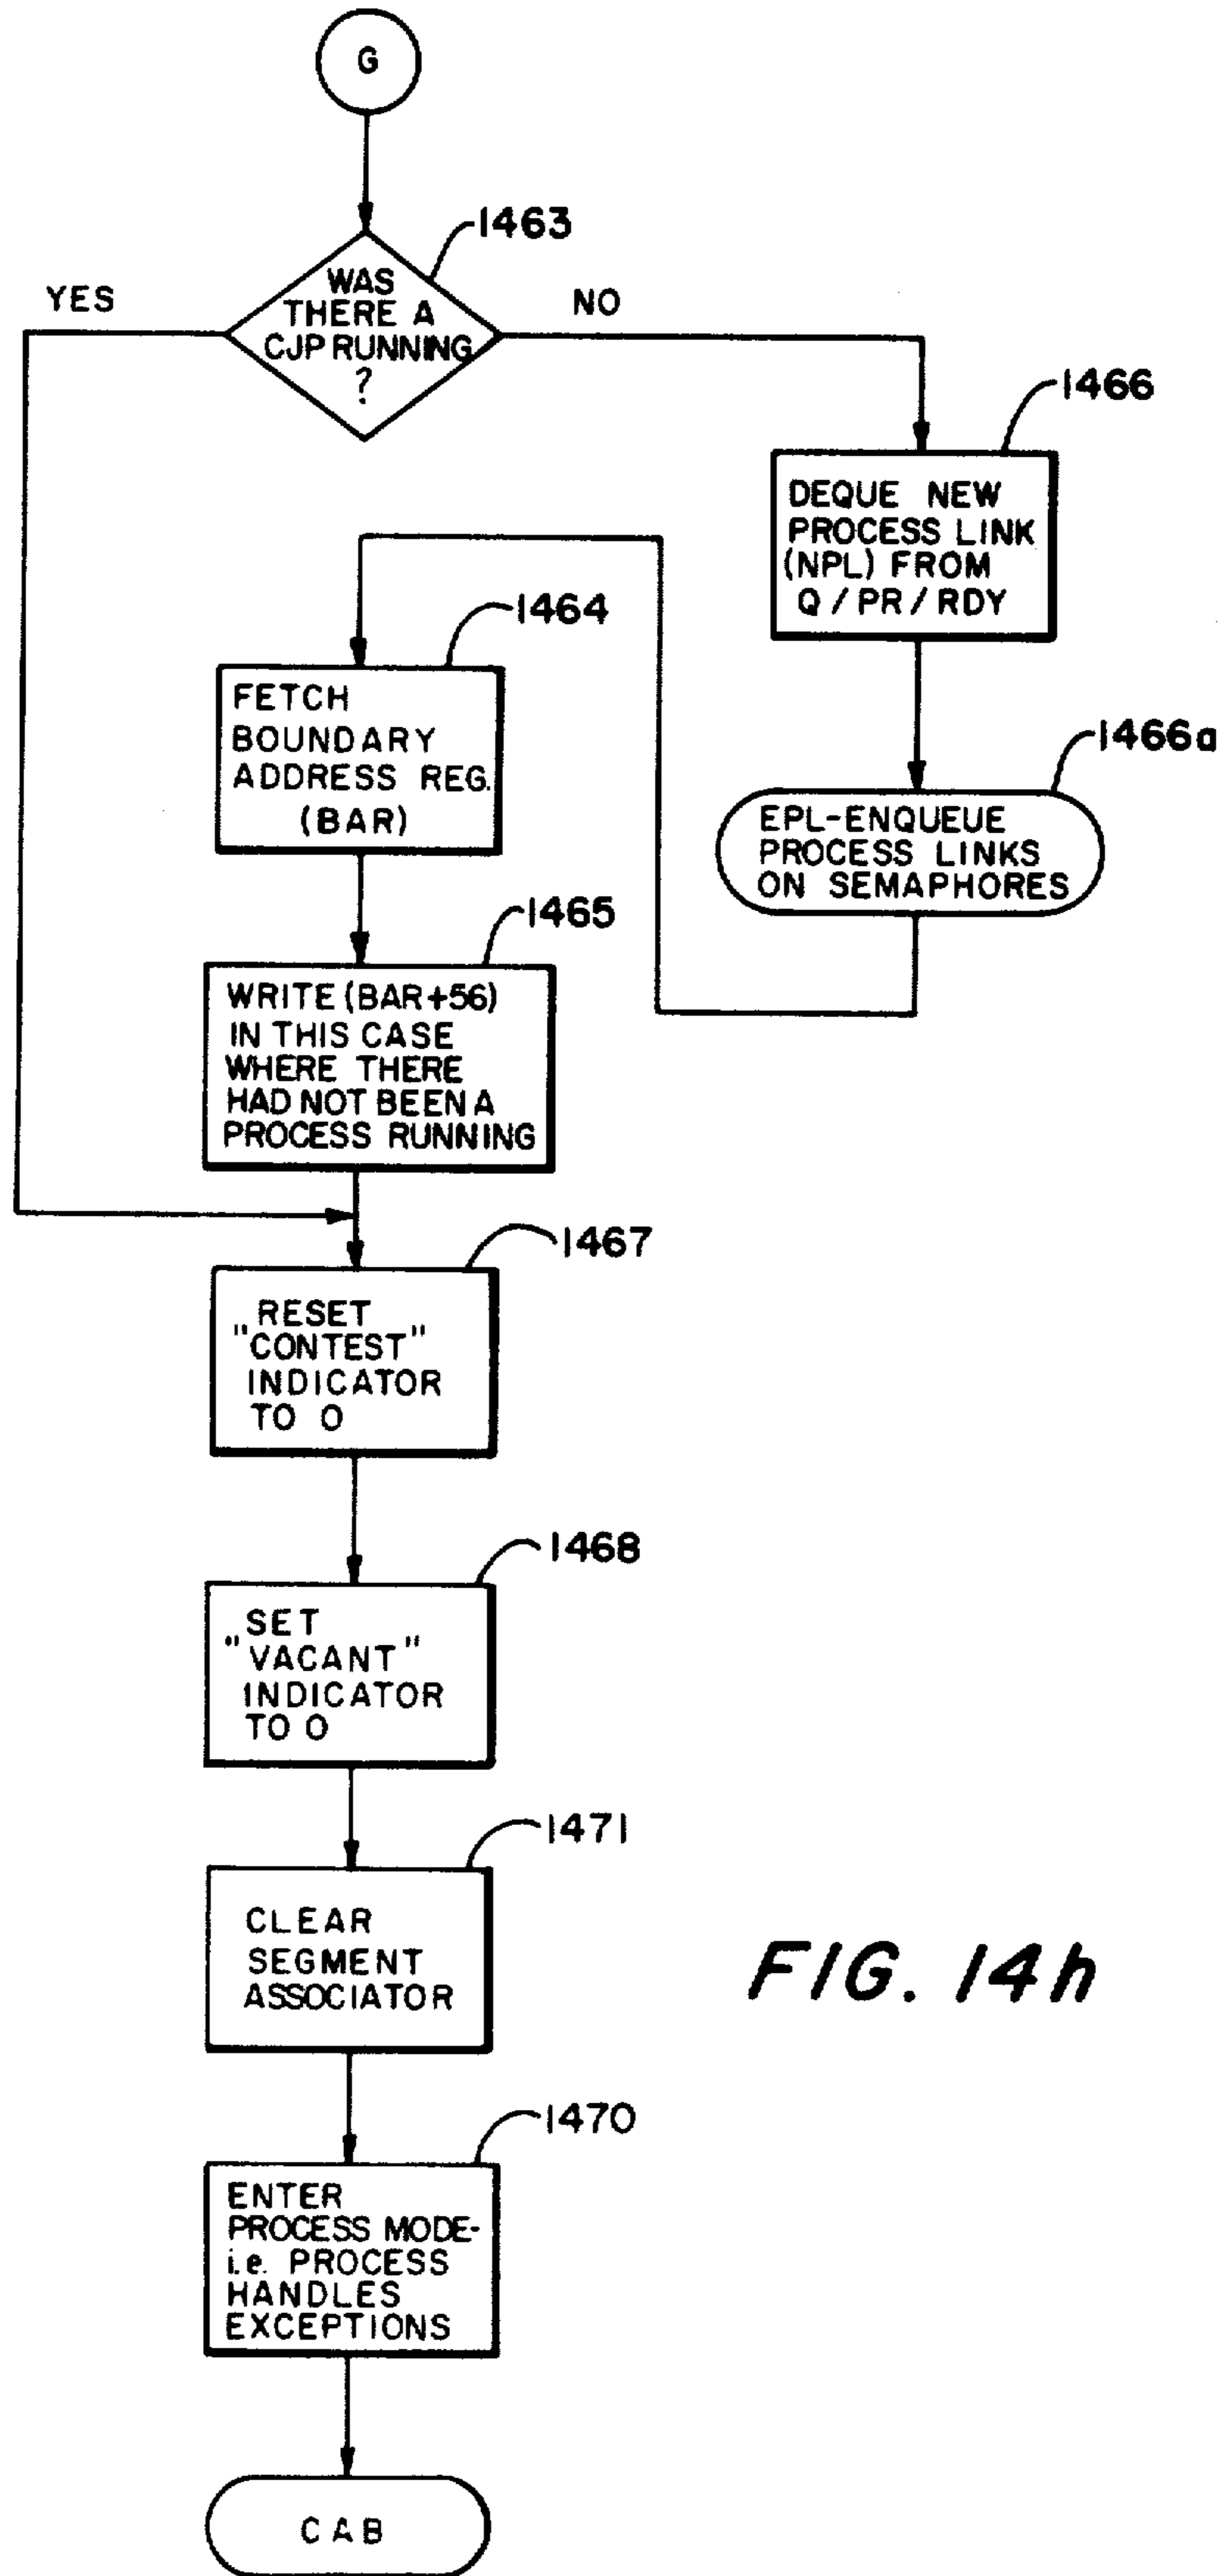 G
1463
WAS
THERE A
CJP RUNNING
?
YES
NO
1466
DEQUE NEW
PROCESS LINK
(NPL) FROM
Q / PR / RDY
1466a
EPL-ENQUEUE
PROCESS LINKS
ON SEMAPHORES
1464
FETCH
BOUNDARY
ADDRESS REG.
(BAR)
1465
WRITE (BAR+56)
IN THIS CASE
WHERE THERE
HAD NOT BEEN A
PROCESS RUNNING
1467
RESET
"CONTEST"
INDICATOR
TO 0
1468
SET
"VACANT"
INDICATOR
TO 0
1471
CLEAR
SEGMENT
ASSOCIATOR
1470
ENTER
PROCESS MODE-
i.e. PROCESS
HANDLES
EXCEPTIONS
CAB
FIG. 14h